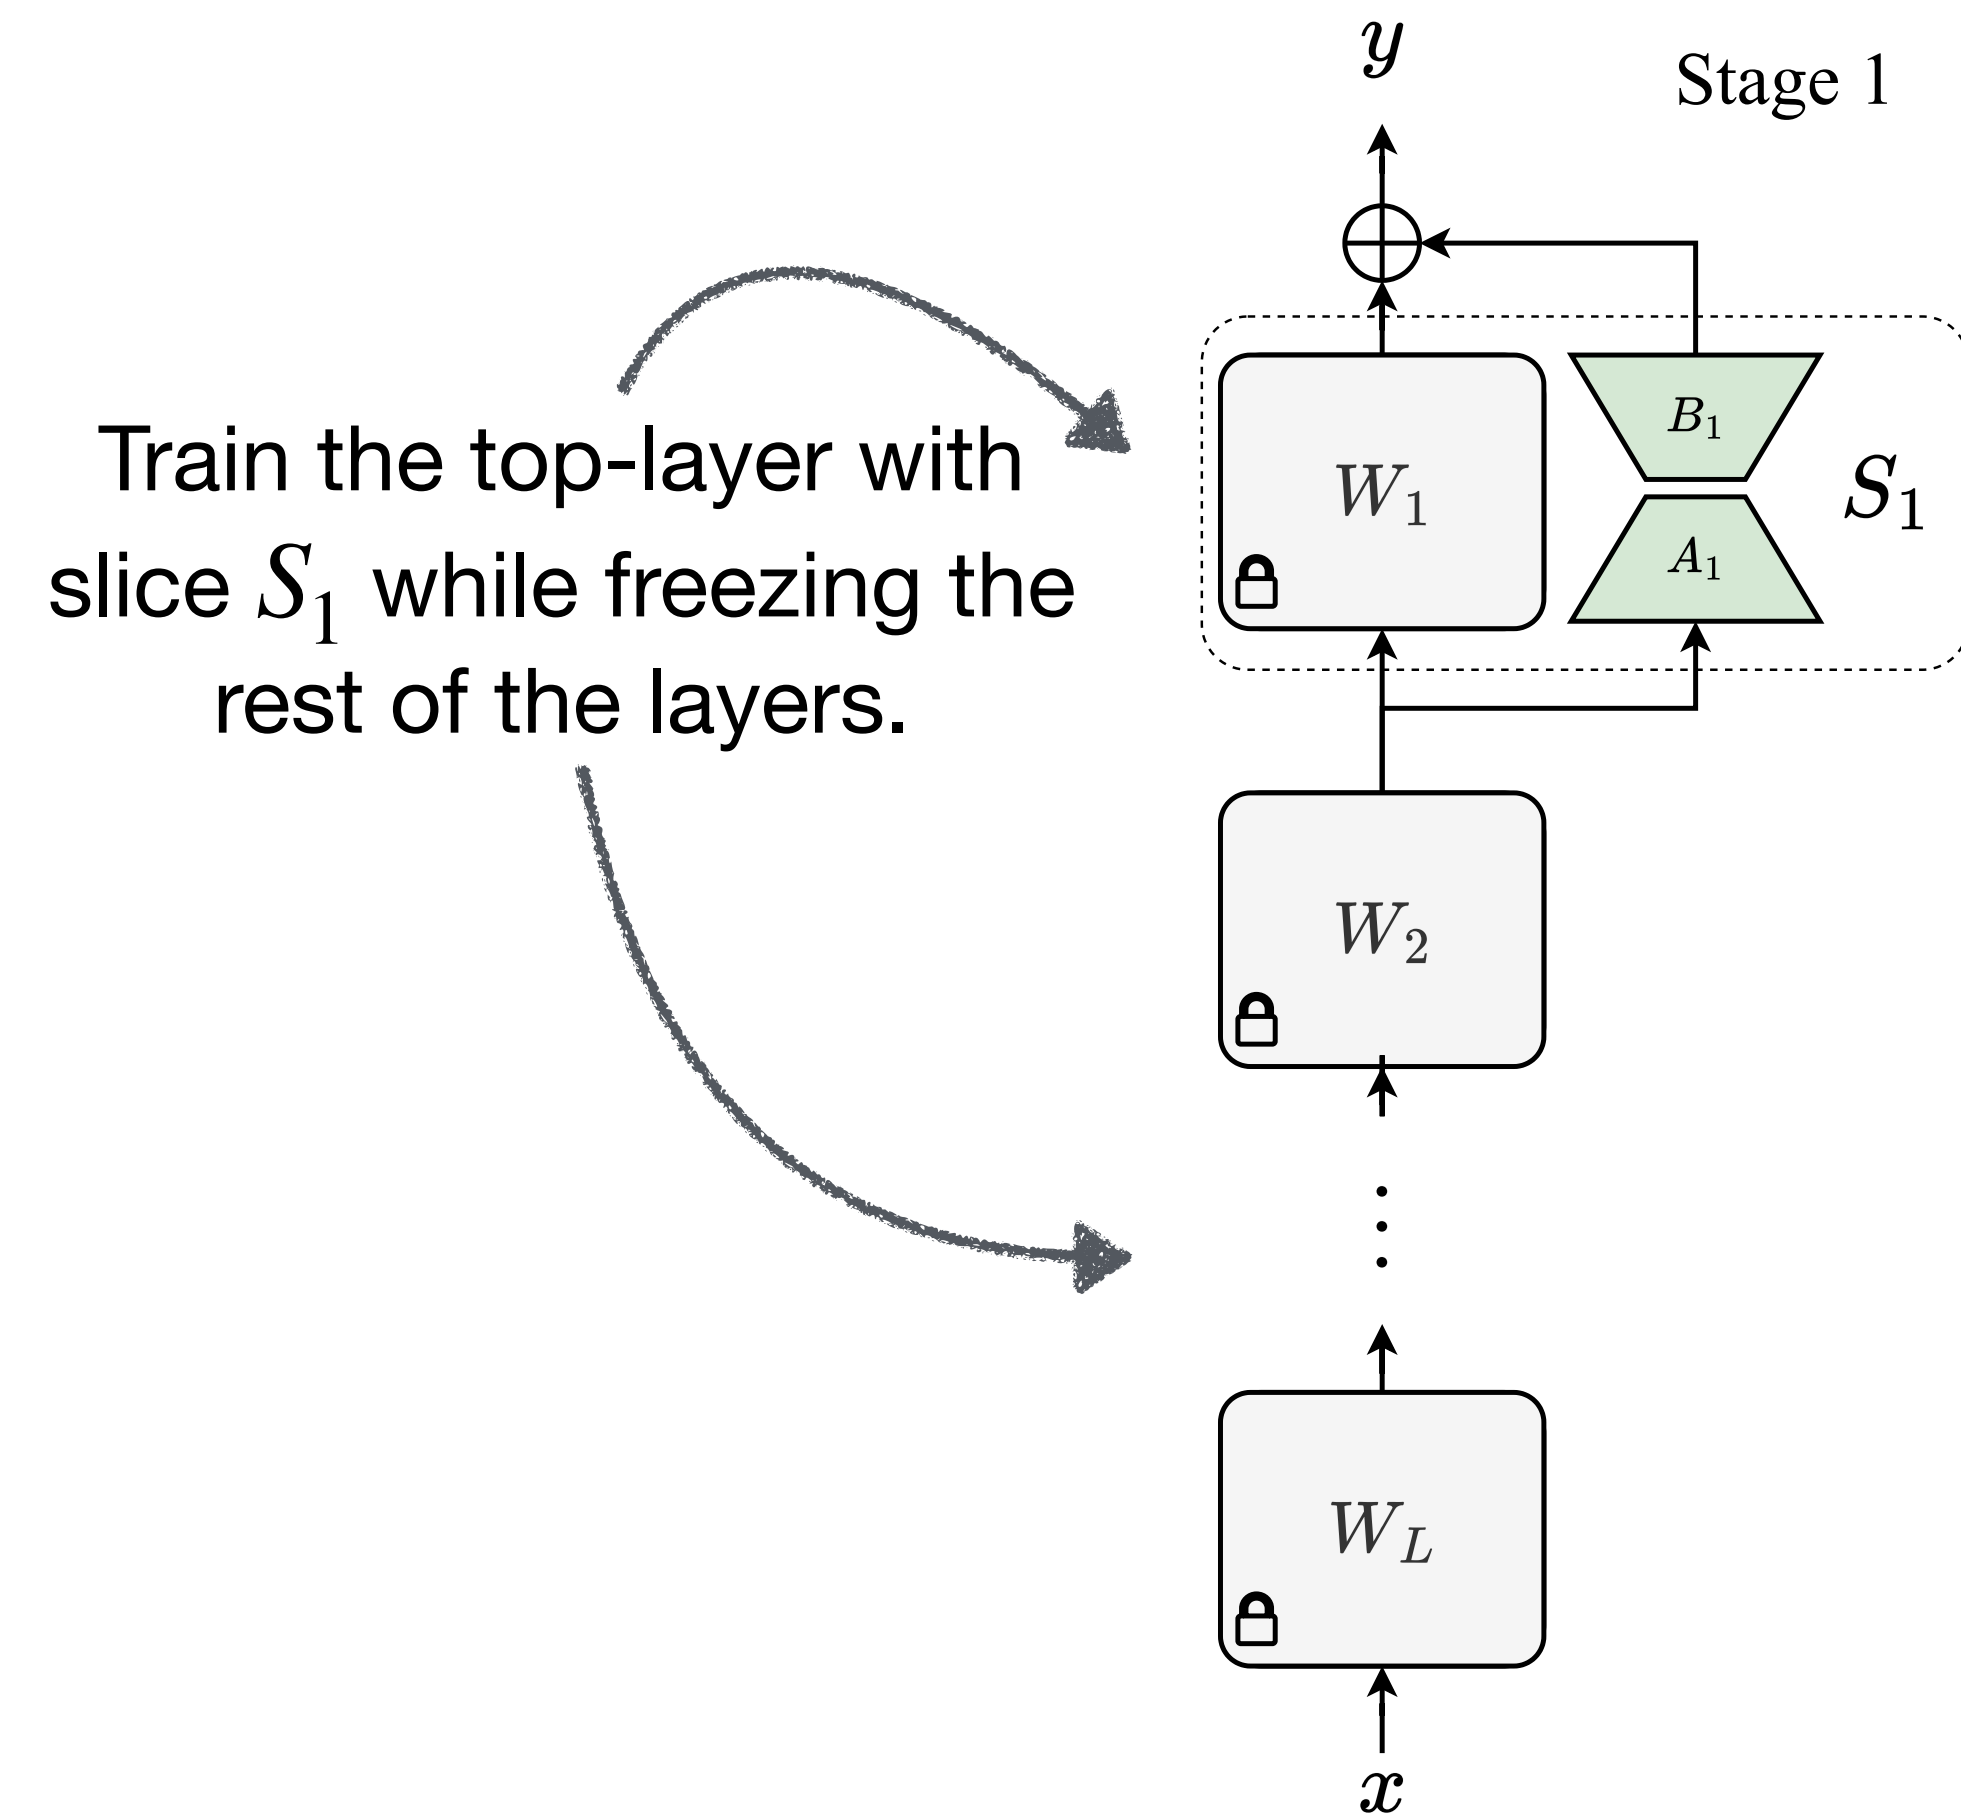 y
Stage 1
Train the top-layer with
slice S₁ while freezing the
rest of the layers.
W₁
B₁
A₁
S₁
W₂
⋮
W_L
x